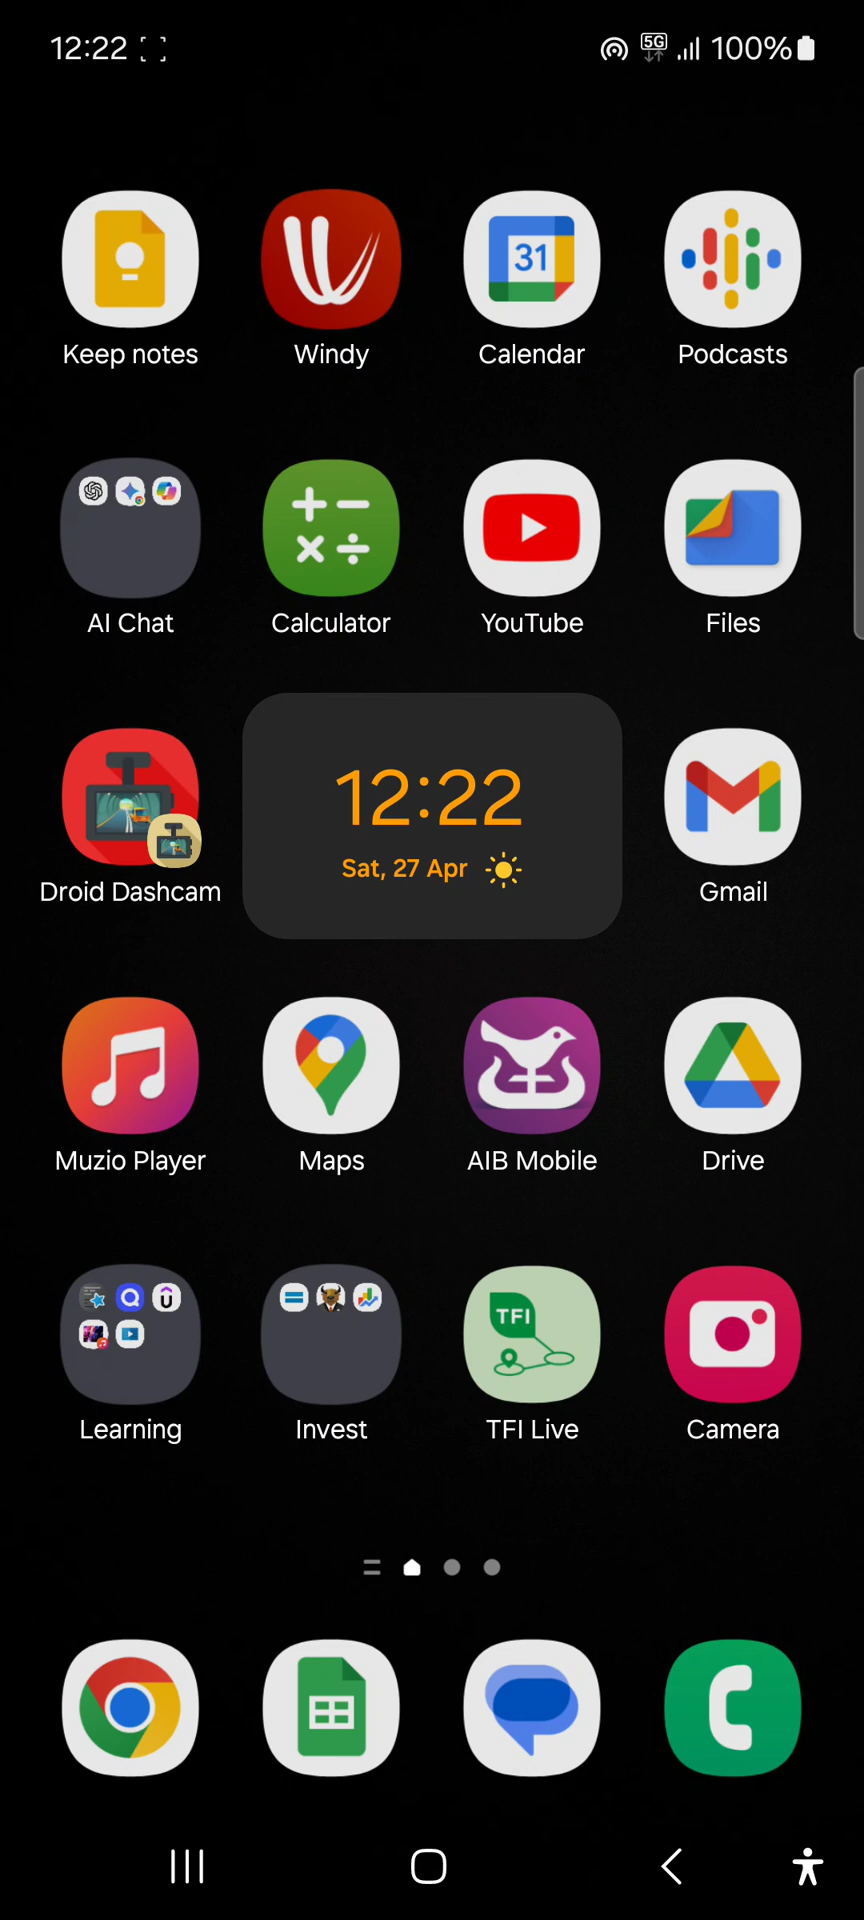 12:22 5G 100%
31
Keep notes Windy Calendar Podcasts
AI Chat Calculator YouTube Files
12:22
Sat, 27 Apr
Droid Dashcam Gmail
Muzio Player Maps AIB Mobile Drive
TFI
Learning Invest TFI Live Camera